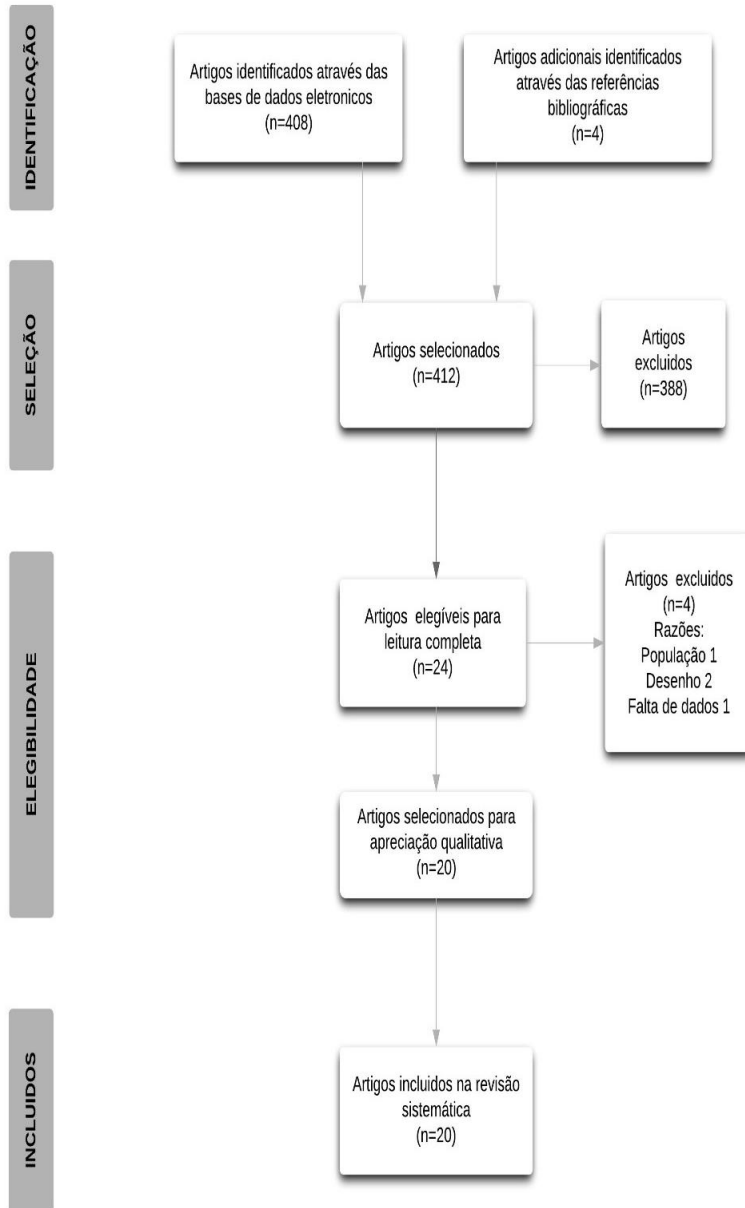 IDENTIFICAÇÃO
Artigos identificados através das
bases de dados eletronicos
(n=408)
Artigos adicionais identificados
através das referências
bibliográficas
(n=4)
SELEÇÃO
Artigos selecionados
(n=412)
Artigos
excluidos
(n=388)
ELEGIBILIDADE
Artigos elegíveis para
leitura completa
(n=24)
Artigos excluidos
(n=4)
Razões:
População 1
Desenho 2
Falta de dados 1
Artigos selecionados para
apreciação qualitativa
(n=20)
INCLUIDOS
Artigos incluidos na revisão
sistemática
(n=20)